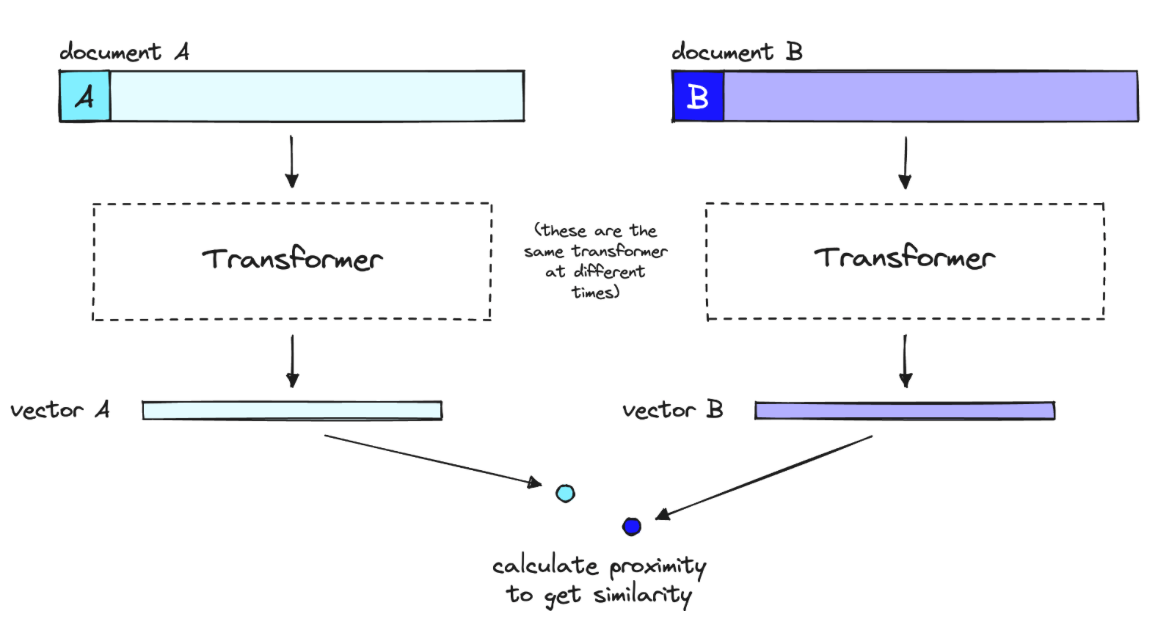 document A
document B
A
B
Transformer
(these are the
same transformer
at different
times)
Transformer
vector A
vector B
calculate proximity
to get similarity